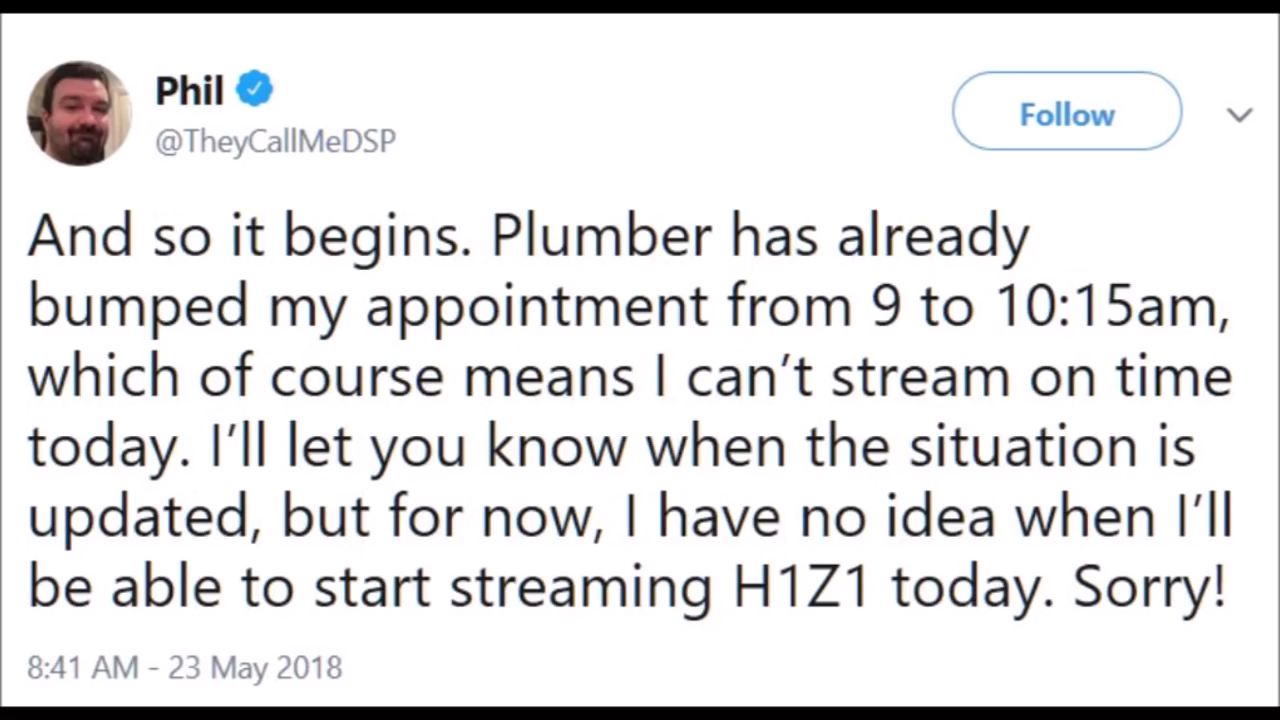 Phil
@TheyCallMeDSP
Follow
And so it begins. Plumber has already
bumped my appointment from 9 to 10:15am,
which of course means I can’t stream on time
today. I’ll let you know when the situation is
updated, but for now, I have no idea when I’ll
be able to start streaming H1Z1 today. Sorry!
8:41 AM - 23 May 2018